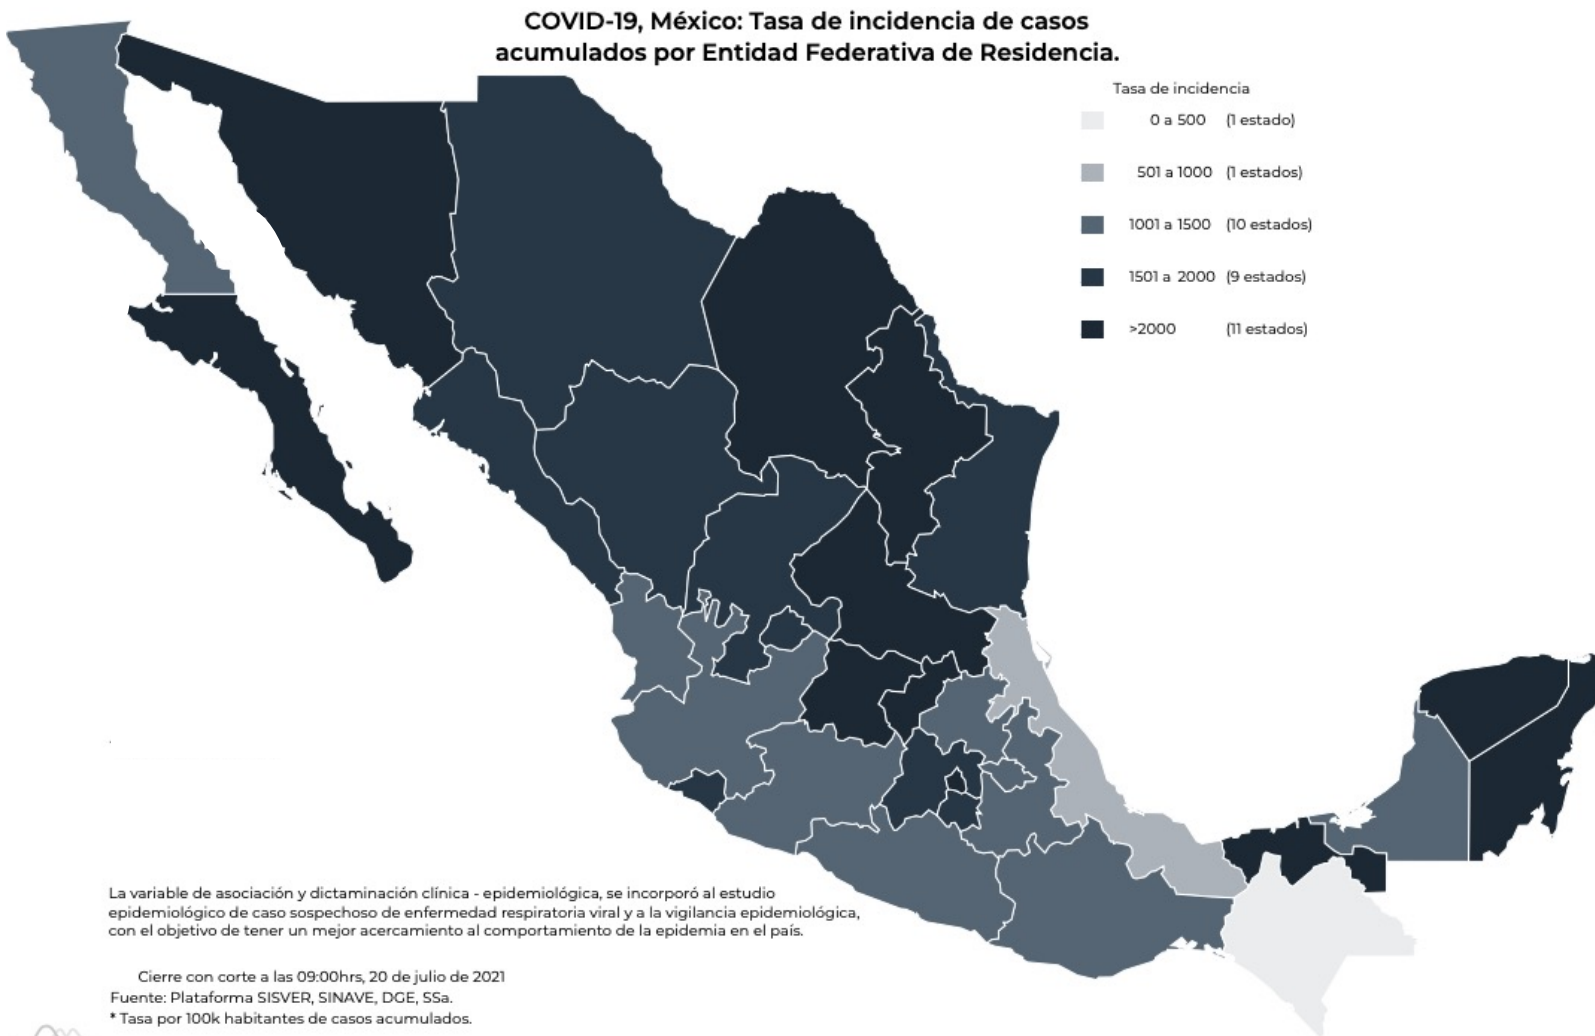 COVID-19, México: Tasa de incidencia de casos
acumulados por Entidad Federativa de Residencia.
Tasa de incidencia
0 a 500 (1 estado)
501 a 1000 (1 estados)
1001 a 1500 (10 estados)
1501 a 2000 (9 estados)
>2000 (11 estados)
La variable de asociación y dictaminación clínica - epidemiológica, se incorporó al estudio
epidemiológico de caso sospechoso de enfermedad respiratoria viral y a la vigilancia epidemiológica,
con el objetivo de tener un mejor acercamiento al comportamiento de la epidemia en el país.
Cierre con corte a las 09:00hrs, 20 de julio de 2021
Fuente: Plataforma SISVER, SINAVE, DGE, SSa.
* Tasa por 100k habitantes de casos acumulados.